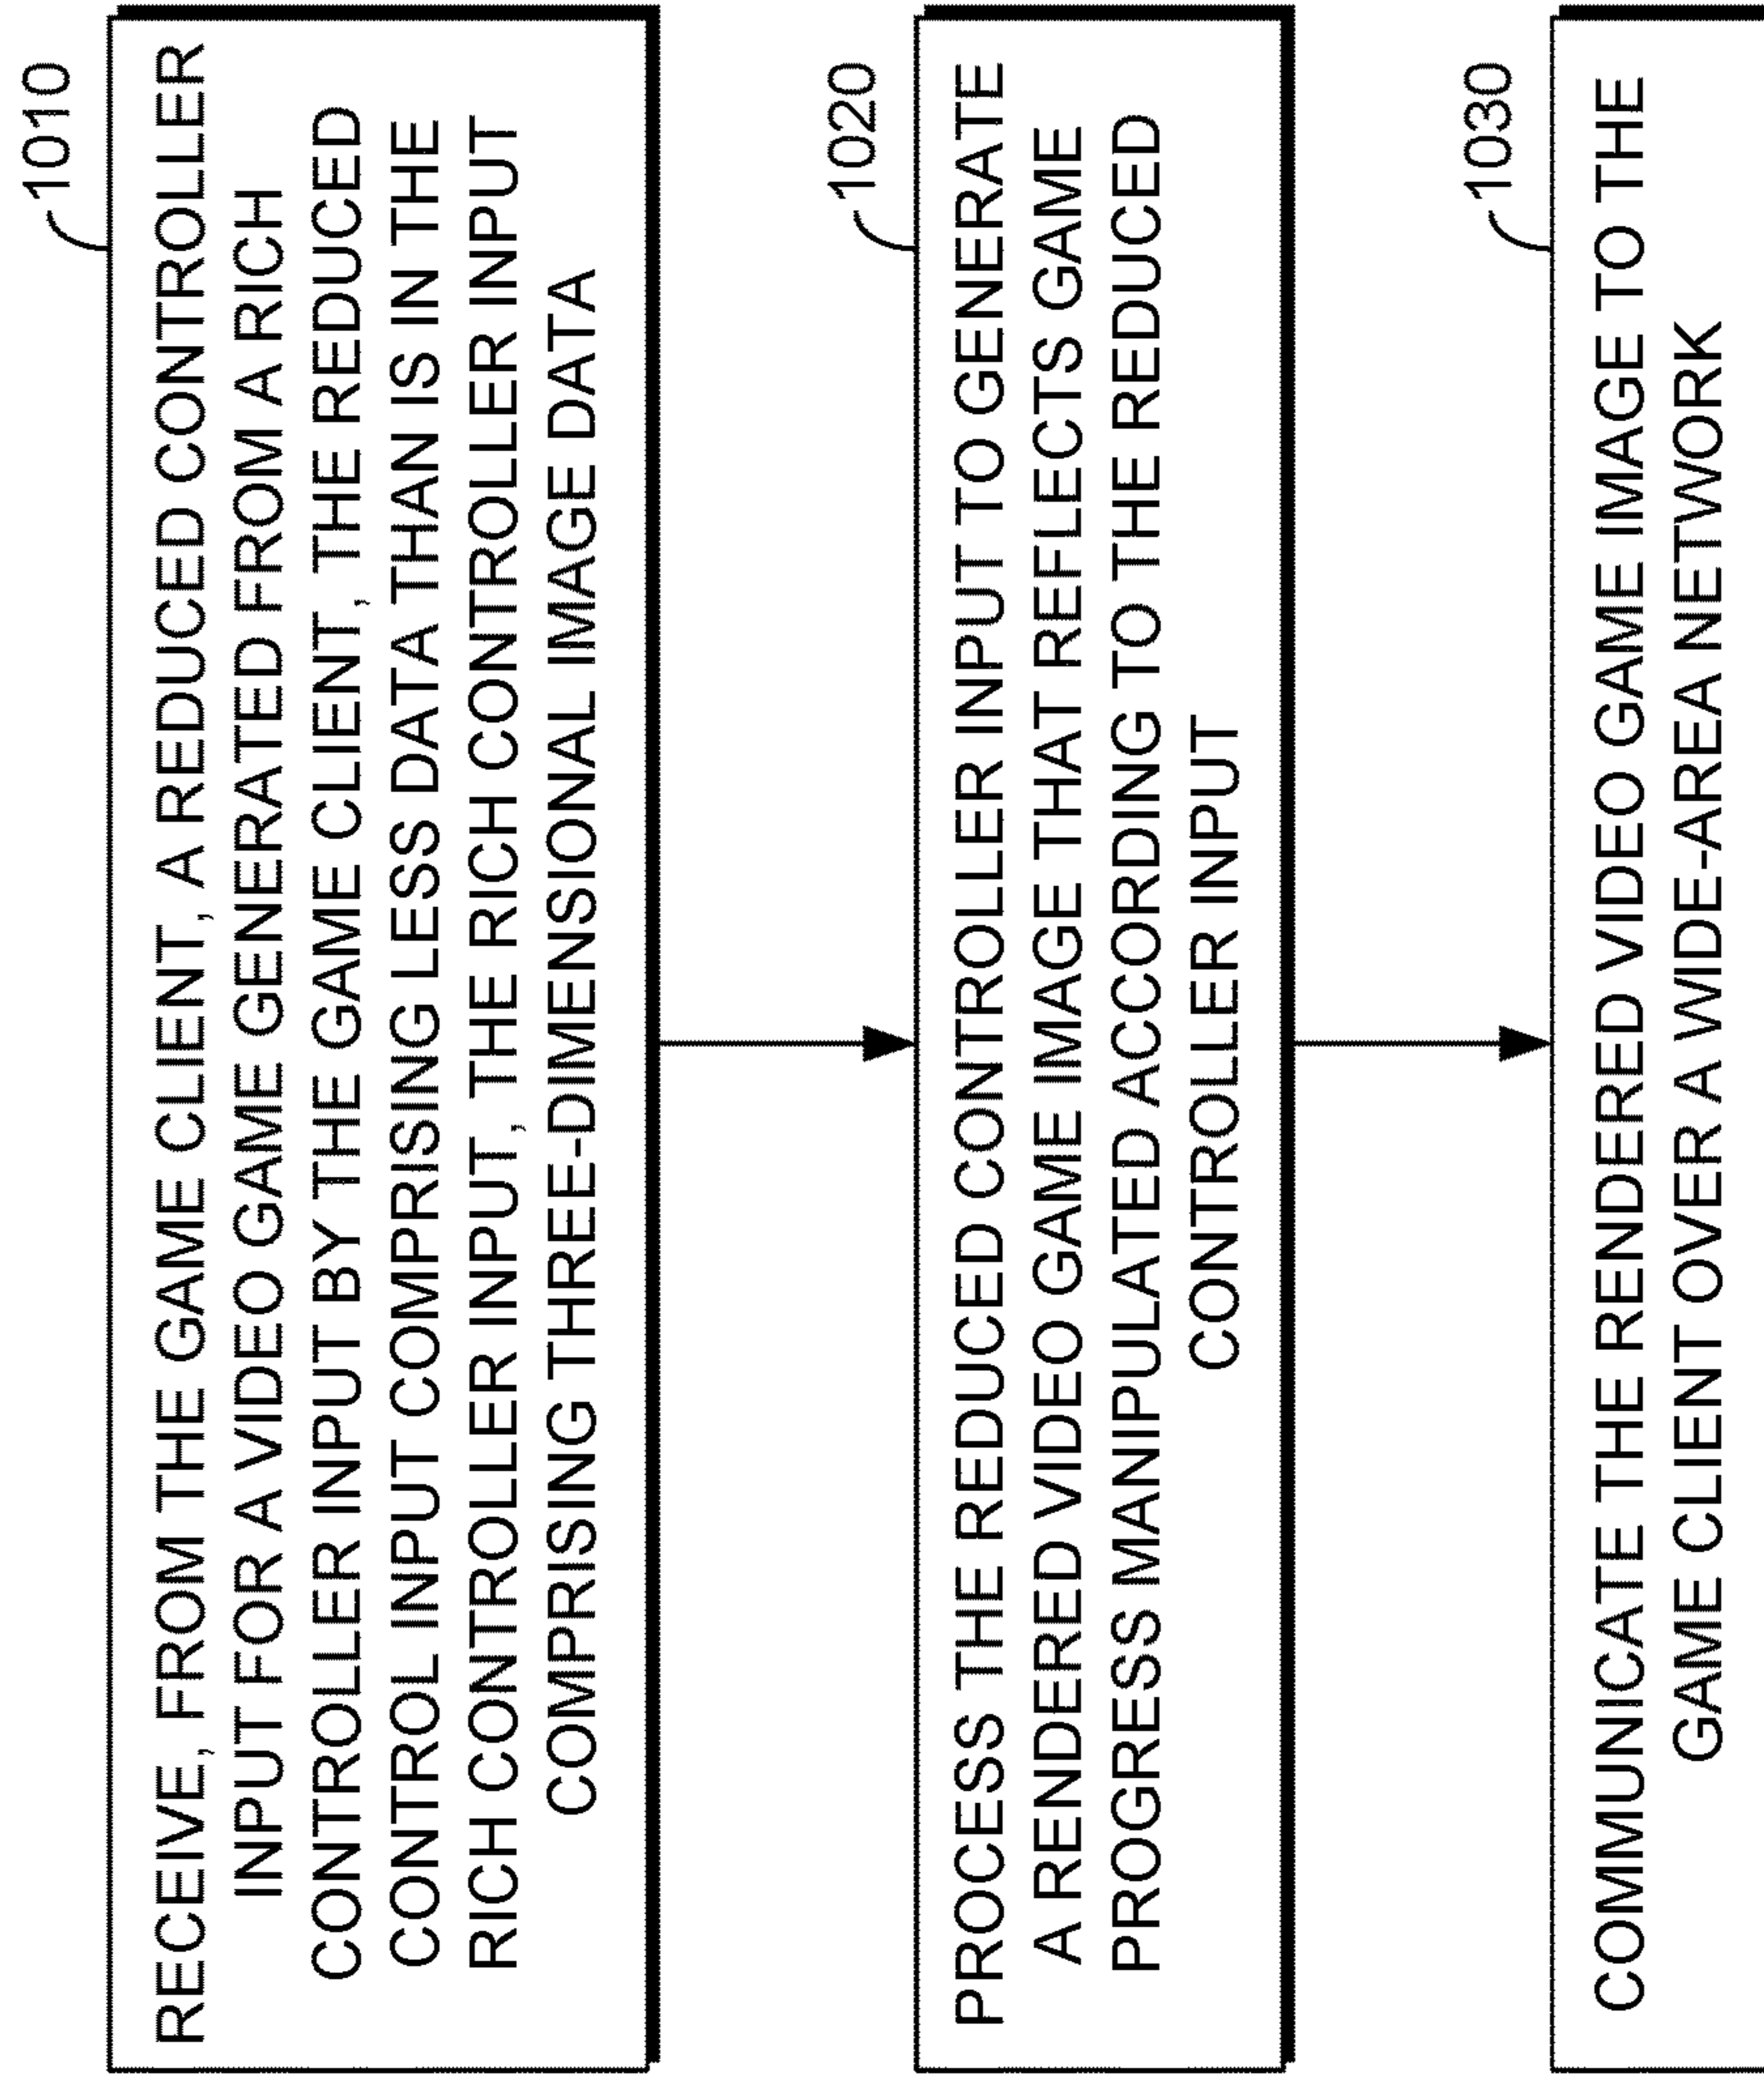 1010
RECEIVE, FROM THE GAME CLIENT, A REDUCED CONTROLLER
INPUT FOR A VIDEO GAME GENERATED FROM A RICH
CONTROLLER INPUT BY THE GAME CLIENT, THE REDUCED
CONTROL INPUT COMPRISING LESS DATA THAN IS IN THE
RICH CONTROLLER INPUT, THE RICH CONTROLLER INPUT
COMPRISING THREE-DIMENSIONAL IMAGE DATA
1020
PROCESS THE REDUCED CONTROLLER INPUT TO GENERATE
A RENDERED VIDEO GAME IMAGE THAT REFLECTS GAME
PROGRESS MANIPULATED ACCORDING TO THE REDUCED
CONTROLLER INPUT
1030
COMMUNICATE THE RENDERED VIDEO GAME IMAGE TO THE
GAME CLIENT OVER A WIDE-AREA NETWORK